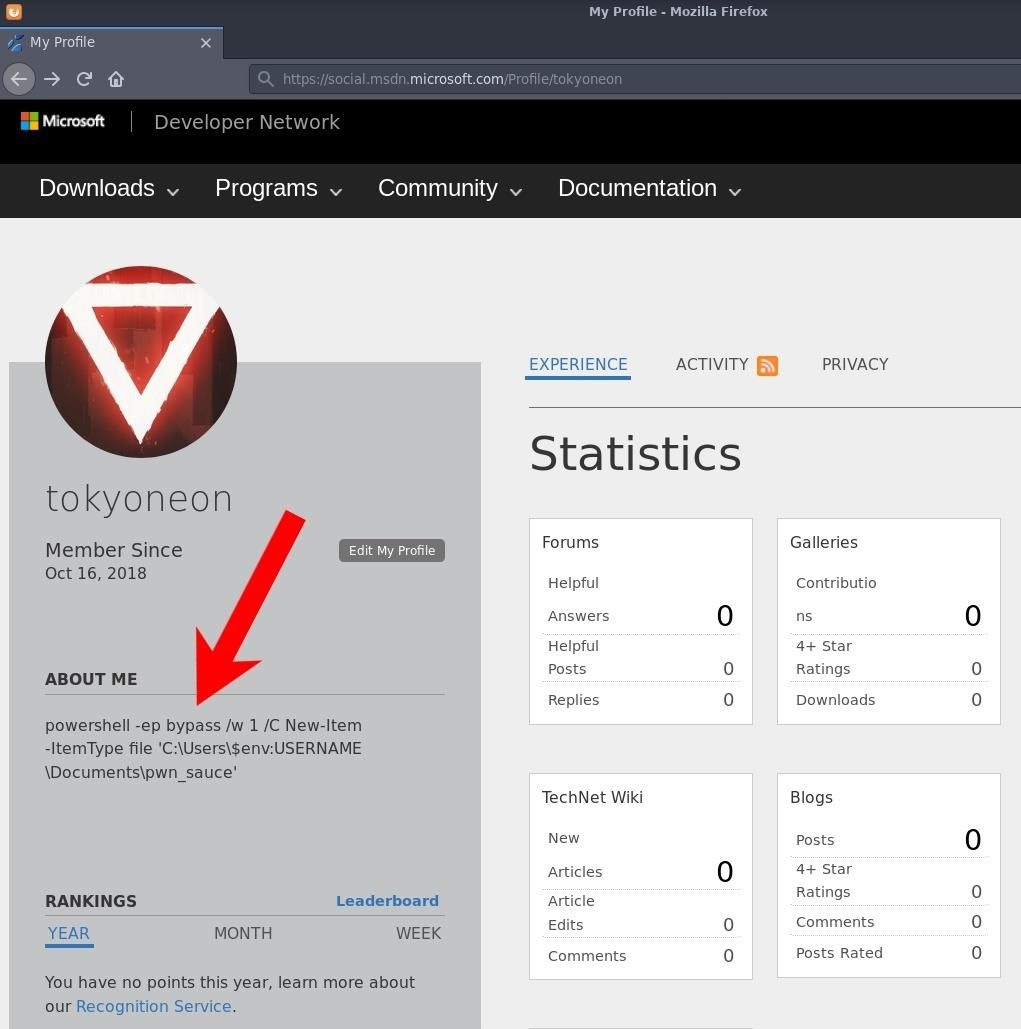 My Profile - Mozilla Firefox
My Profile
https://social.msdn.microsoft.com/Profile/tokyoneon
Microsoft
Developer Network
Downloads
Programs
Community
Documentation
tokyoneon
Member Since
Edit My Profile
Oct 16, 2018
ABOUT ME
powershell -ep bypass /w 1 /C New-Item
-ItemType file 'C:\Users\$env:USERNAME
\Documents\pwn_sauce'
RANKINGS
Leaderboard
YEAR
MONTH
WEEK
You have no points this year, learn more about
our Recognition Service.
EXPERIENCE
ACTIVITY
PRIVACY
Statistics
Forums
Helpful
Answers 0
Helpful
Posts 0
Replies 0
Galleries
Contributio
ns 0
4+ Star
Ratings 0
Downloads 0
TechNet Wiki
New
Articles 0
Article
Edits 0
Comments 0
Blogs
Posts 0
4+ Star
Ratings 0
Comments 0
Posts Rated 0